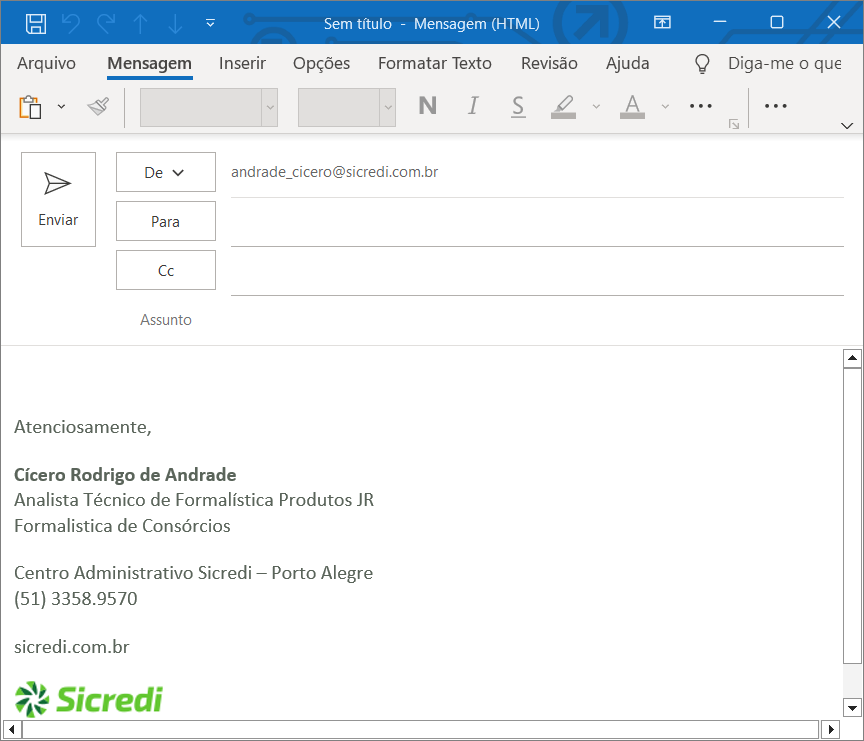 Sem título - Mensagem (HTML)
Arquivo Mensagem Inserir Opções Formatar Texto Revisão Ajuda Diga-me o que
N I S A
De andrade_cicero@sicredi.com.br
Enviar
Para
Cc
Assunto
Atenciosamente,
Cícero Rodrigo de Andrade
Analista Técnico de Formalística Produtos JR
Formalistica de Consórcios
Centro Administrativo Sicredi – Porto Alegre
(51) 3358.9570
sicredi.com.br
Sicredi